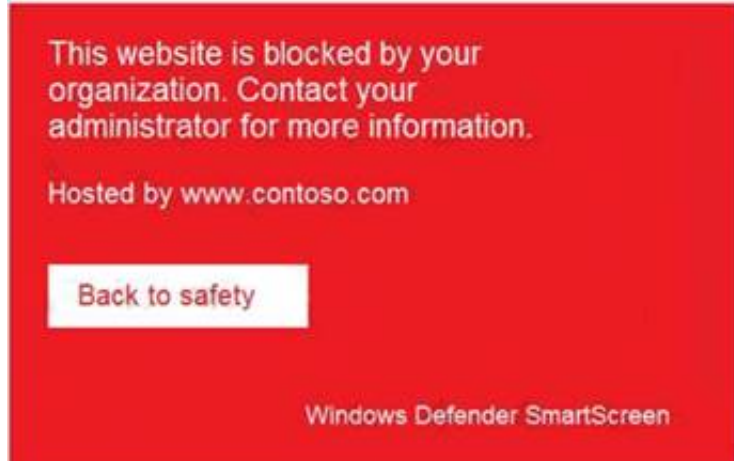 This website is blocked by your
organization. Contact your
administrator for more information.
Hosted by www.contoso.com
Back to safety
Windows Defender SmartScreen